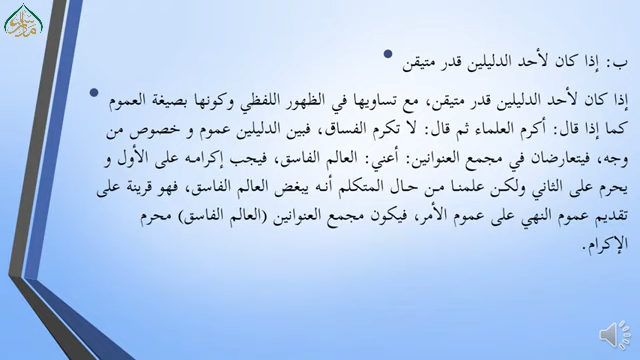 ب: إذا كان لأحد الدليلين قدر متيقن
إذا كان لأحد الدليلين قدر متيقن، مع تساويها في الظهور اللفظي وكونها بصيغة العموم
كما إذا قال: أكرم العلماء ثم قال: لا تكرم الفساق، فبين الدليلين عموم و خصوص من
وجه، فيتعارضان في مجمع العنوانين: أعني: العالم الفاسق، فيجب إكرامه على الأول و
يحرم على الثاني ولكن علمنا من حال المتكلم أنه يبغض العالم الفاسق، فهو قرينة على
تقديم عموم النهي على عموم الأمر، فيكون مجمع العنوانين (العالم الفاسق) محرم
الإكرام.